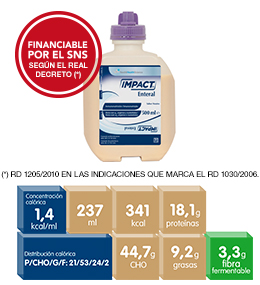 FINANCIABLE
POR EL SNS
SEGÚN EL REAL
DECRETO (*)
IMPACT
Enteral
500 ml
IMPACT
Enteral
(*) RD 1205/2010 EN LAS INDICACIONES QUE MARCA EL RD 1030/2006.
Concentración
calórica
1,4
kcal/ml
237
ml
341
kcal
18,1g
proteínas
Distribución calórica
P/CHO/G/F: 21/53/24/2
44,7g
CHO
9,2g
grasas
3,3g
fibra
fermentable